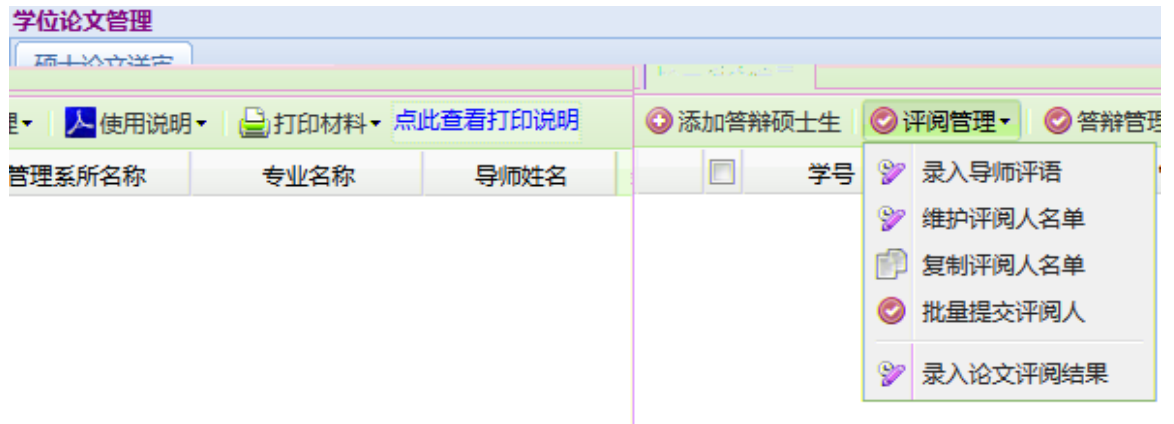 学位论文管理
使用说明 打印材料 点此查看打印说明
管理系所名称 专业名称 导师姓名
添加答辩硕士生 评阅管理 答辩管理
学号
录入导师评语
维护评阅人名单
复制评阅人名单
批量提交评阅人
录入论文评阅结果